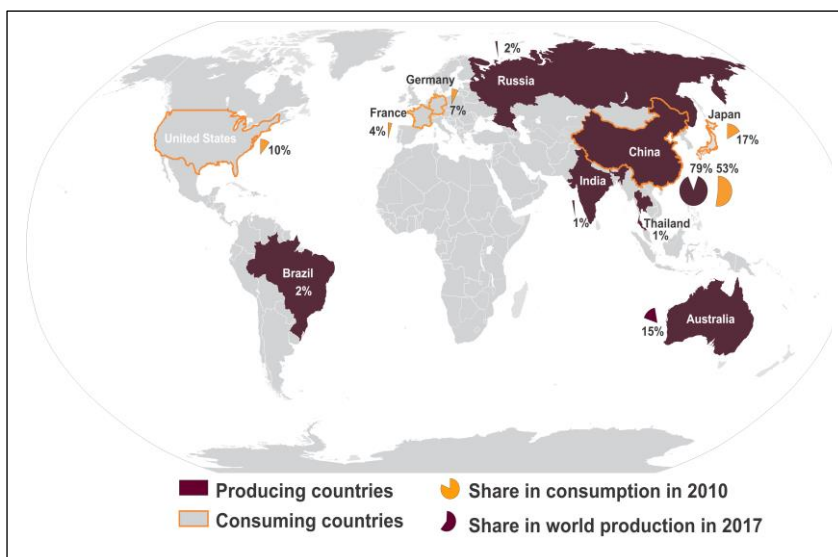 2%
Russia
Germany
7%
France
4%
United States
10%
Japan
17%
China
79% 53%
India
1%
Thailand
1%
Brazil
2%
Australia
15%
Producing countries
Share in consumption in 2010
Consuming countries
Share in world production in 2017